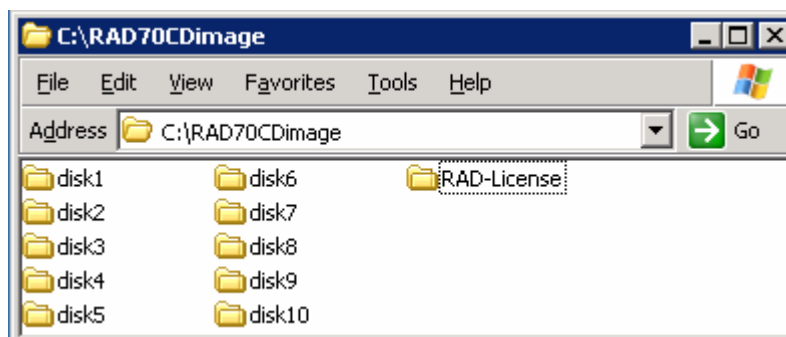 C:\RAD70CDimage
File Edit View Favorites Tools Help
Address C:\RAD70CDimage Go
disk1 disk6 RAD-License
disk2 disk7
disk3 disk8
disk4 disk9
disk5 disk10